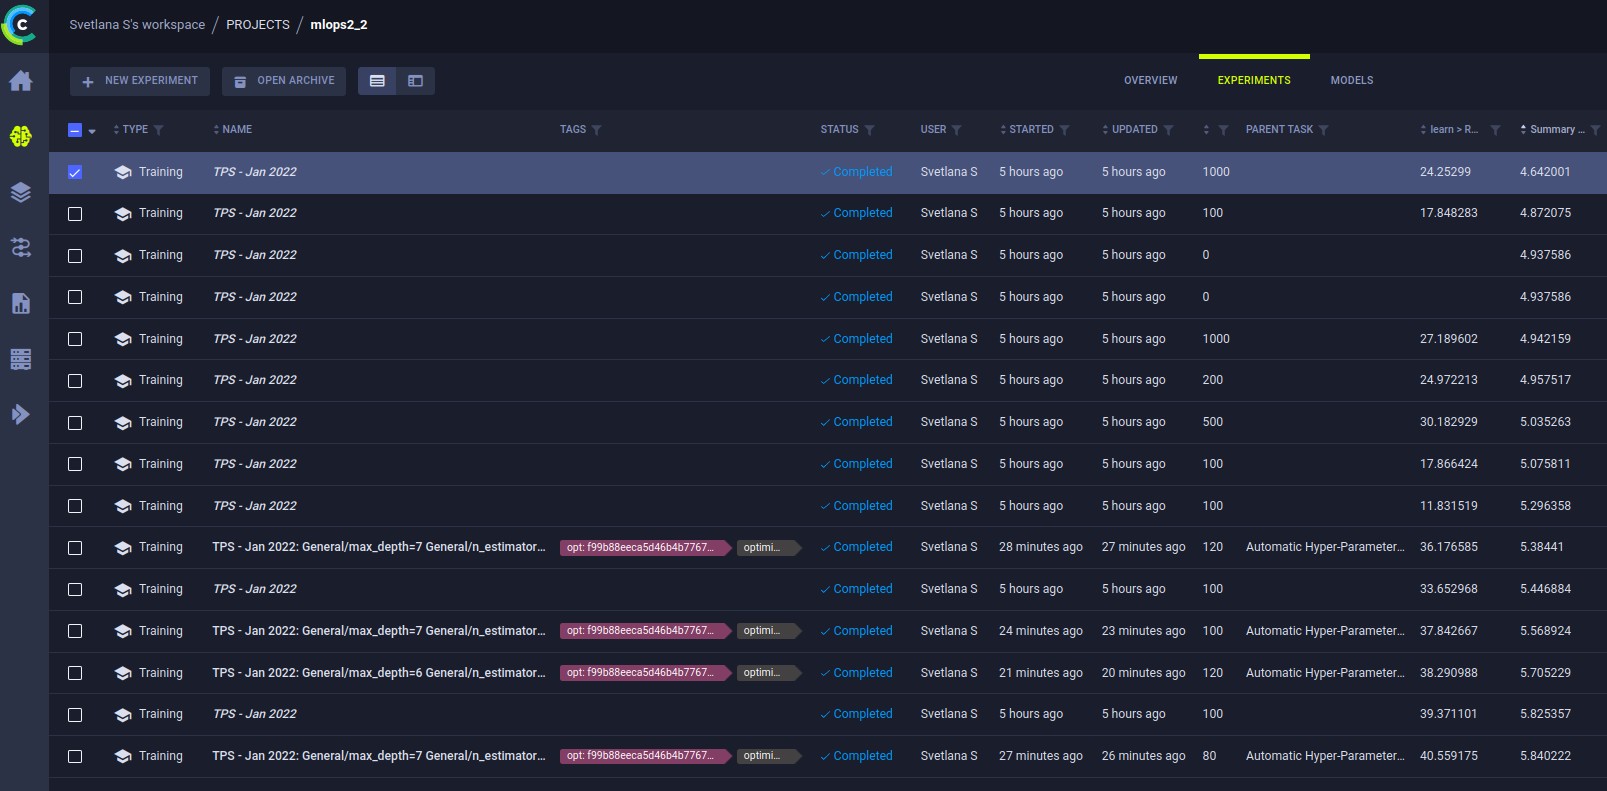 Svetlana S's workspace / PROJECTS / mlops2_2
NEW EXPERIMENT OPEN ARCHIVE OVERVIEW EXPERIMENTS MODELS
TYPE NAME TAGS STATUS USER STARTED UPDATED PARENT TASK learn > R... Summary ...
Training TPS - Jan 2022 Completed Svetlana S 5 hours ago 5 hours ago 1000 24.25299 4.642001
Training TPS - Jan 2022 Completed Svetlana S 5 hours ago 5 hours ago 100 17.848283 4.872075
Training TPS - Jan 2022 Completed Svetlana S 5 hours ago 5 hours ago 0 4.937586
Training TPS - Jan 2022 Completed Svetlana S 5 hours ago 5 hours ago 0 4.937586
Training TPS - Jan 2022 Completed Svetlana S 5 hours ago 5 hours ago 1000 27.189602 4.942159
Training TPS - Jan 2022 Completed Svetlana S 5 hours ago 5 hours ago 200 24.972213 4.957517
Training TPS - Jan 2022 Completed Svetlana S 5 hours ago 5 hours ago 500 30.182929 5.035263
Training TPS - Jan 2022 Completed Svetlana S 5 hours ago 5 hours ago 100 17.866424 5.075811
Training TPS - Jan 2022 Completed Svetlana S 5 hours ago 5 hours ago 100 11.831519 5.296358
Training TPS - Jan 2022: General/max_depth=7 General/n_estimator... opt: f99b88eeca5d46b4b7767... optimi... Completed Svetlana S 28 minutes ago 27 minutes ago 120 Automatic Hyper-Parameter... 36.176585 5.38441
Training TPS - Jan 2022 Completed Svetlana S 5 hours ago 5 hours ago 100 33.652968 5.446884
Training TPS - Jan 2022: General/max_depth=7 General/n_estimator... opt: f99b88eeca5d46b4b7767... optimi... Completed Svetlana S 24 minutes ago 23 minutes ago 100 Automatic Hyper-Parameter... 37.842667 5.568924
Training TPS - Jan 2022: General/max_depth=6 General/n_estimator... opt: f99b88eeca5d46b4b7767... optimi... Completed Svetlana S 21 minutes ago 20 minutes ago 120 Automatic Hyper-Parameter... 38.290988 5.705229
Training TPS - Jan 2022 Completed Svetlana S 5 hours ago 5 hours ago 100 39.371101 5.825357
Training TPS - Jan 2022: General/max_depth=7 General/n_estimator... opt: f99b88eeca5d46b4b7767... optimi... Completed Svetlana S 27 minutes ago 26 minutes ago 80 Automatic Hyper-Parameter... 40.559175 5.840222